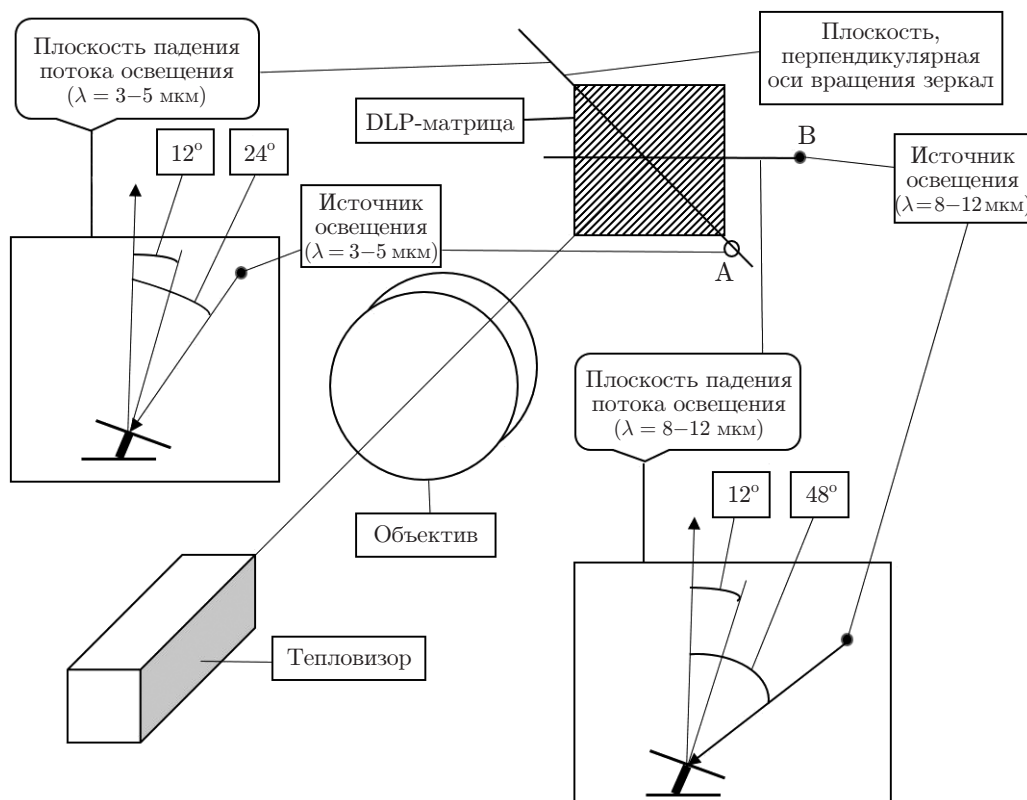 Плоскость падения
потока освещения
(λ = 3−5 мкм)
Плоскость,
перпендикулярная
оси вращения зеркал
DLP-матрица
B
12°
24°
Источник
освещения
(λ = 3−5 мкм)
Источник
освещения
(λ=8−12 мкм)
A
Плоскость падения
потока освещения
(λ = 8−12 мкм)
12°
48°
Объектив
Тепловизор